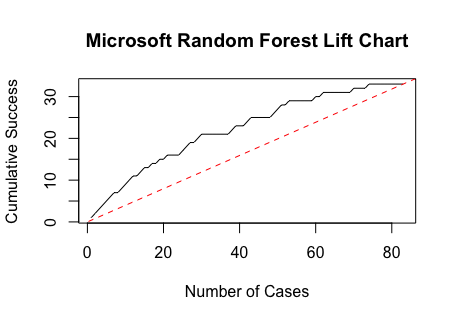 Microsoft Random Forest Lift Chart
Cumulative Success
30
20
10
0
0 20 40 60 80
Number of Cases